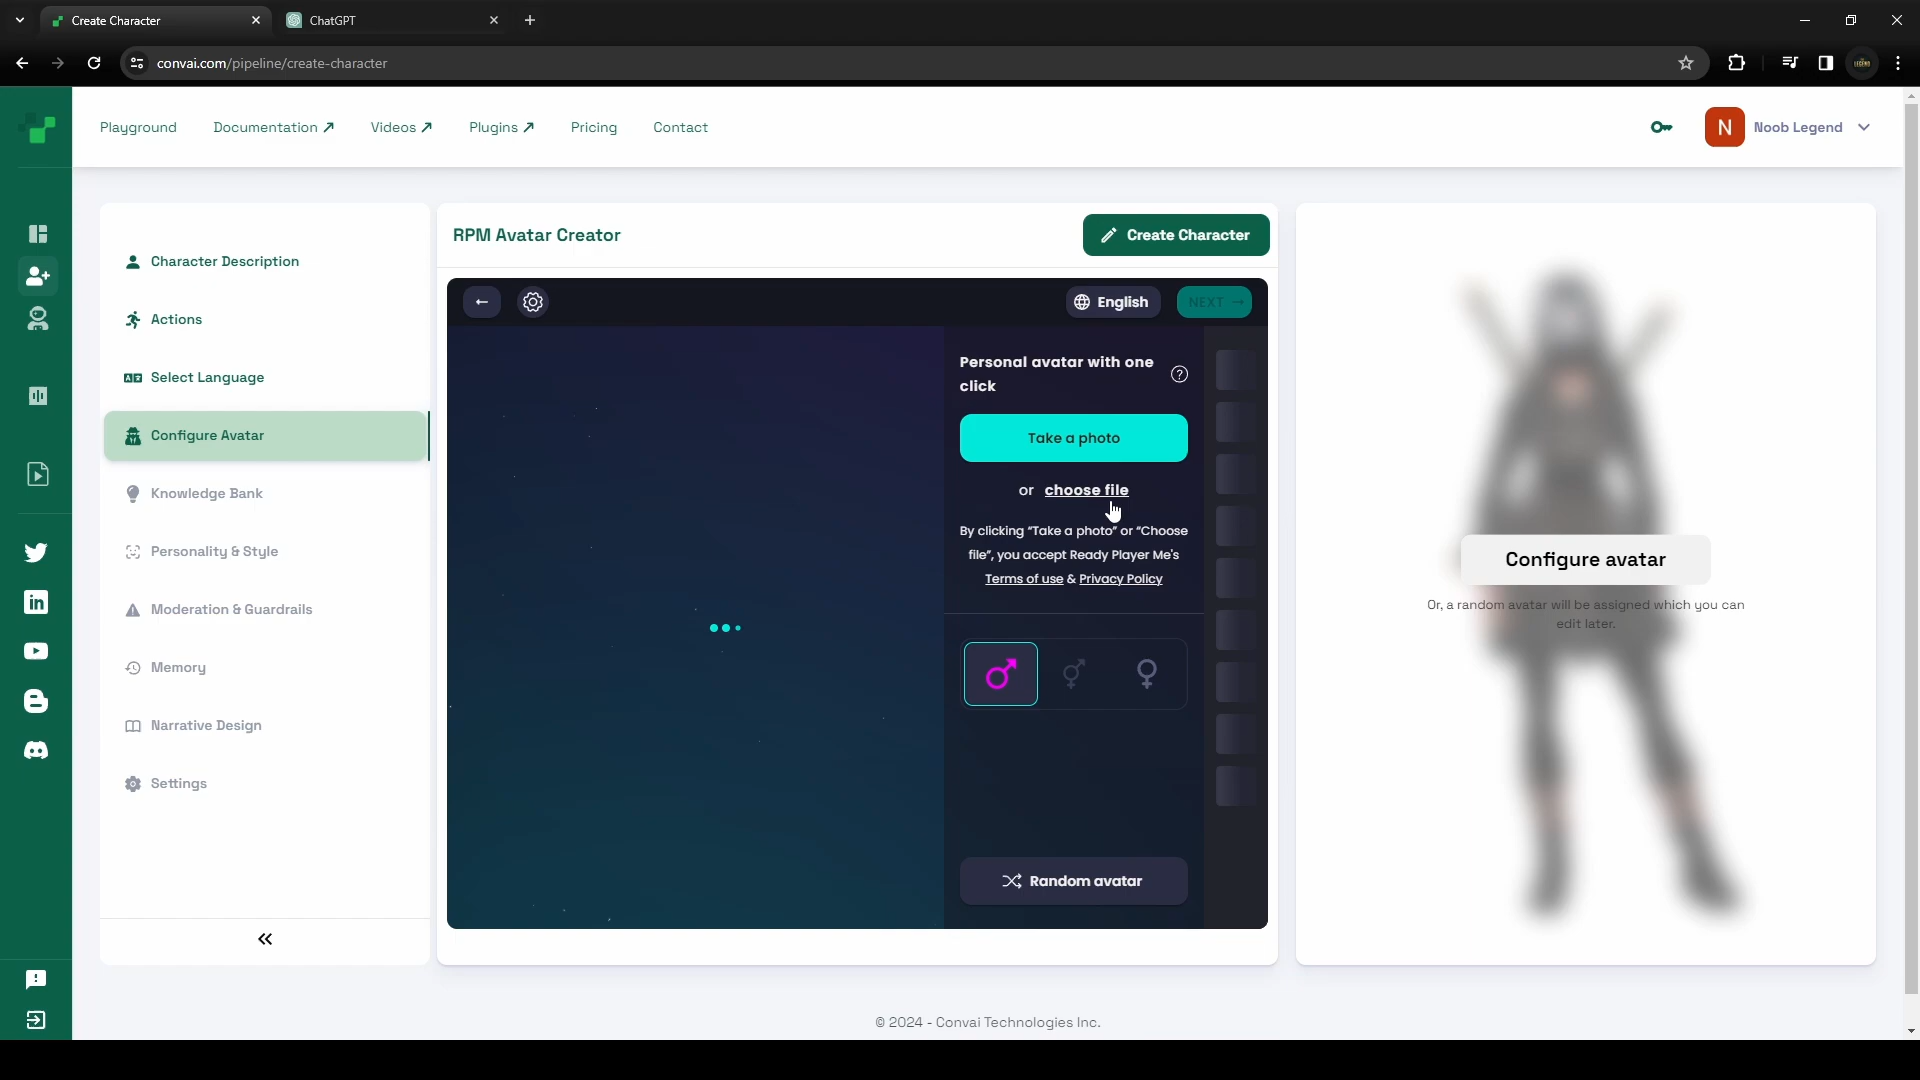 Create Character
ChatGPT
convai.com/pipeline/create-character
LEGEND
Playground
Documentation
Videos
Plugins
Pricing
Contact
N
Noob Legend
Character Description
Actions
Select Language
Configure Avatar
Knowledge Bank
Personality & Style
Moderation & Guardrails
Memory
Narrative Design
Settings
RPM Avatar Creator
Create Character
English
NEXT
Personal avatar with one
click
Take a photo
or choose file
By clicking “Take a photo” or “Choose
file”, you accept Ready Player Me's
Terms of use & Privacy Policy
Random avatar
Configure avatar
Or, a random avatar will be assigned which you can
edit later.
© 2024 - Convai Technologies Inc.